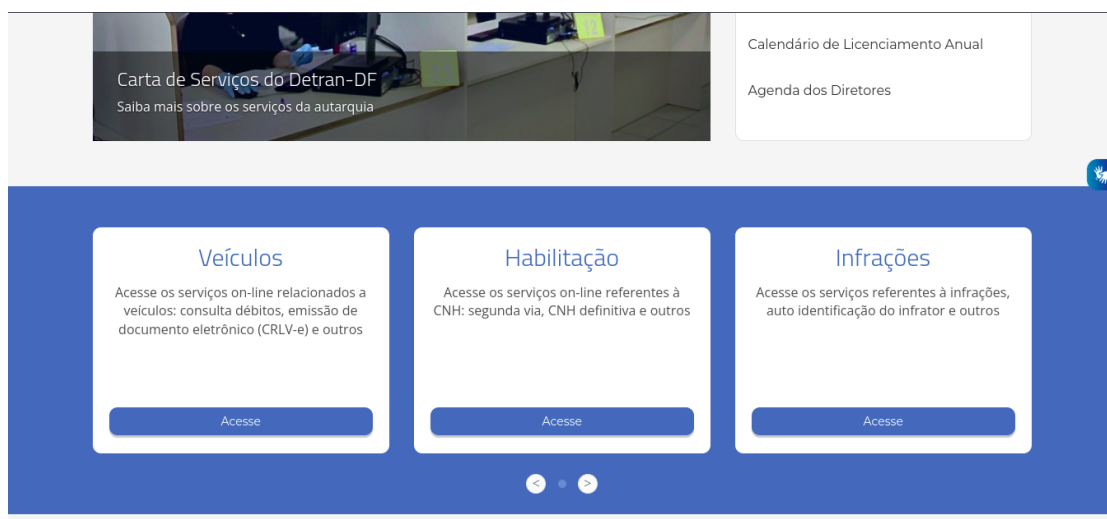 Carta de Serviços do Detran-DF
Saiba mais sobre os serviços da autarquia
Calendário de Licenciamento Anual
Agenda dos Diretores
Veículos
Acesse os serviços on-line relacionados a
veículos: consulta débitos, emissão de
documento eletrônico (CRLV-e) e outros
Acesse
Habilitação
Acesse os serviços on-line referentes à
CNH: segunda via, CNH definitiva e outros
Acesse
Infrações
Acesse os serviços referentes à infrações,
auto identificação do infrator e outros
Acesse
< >